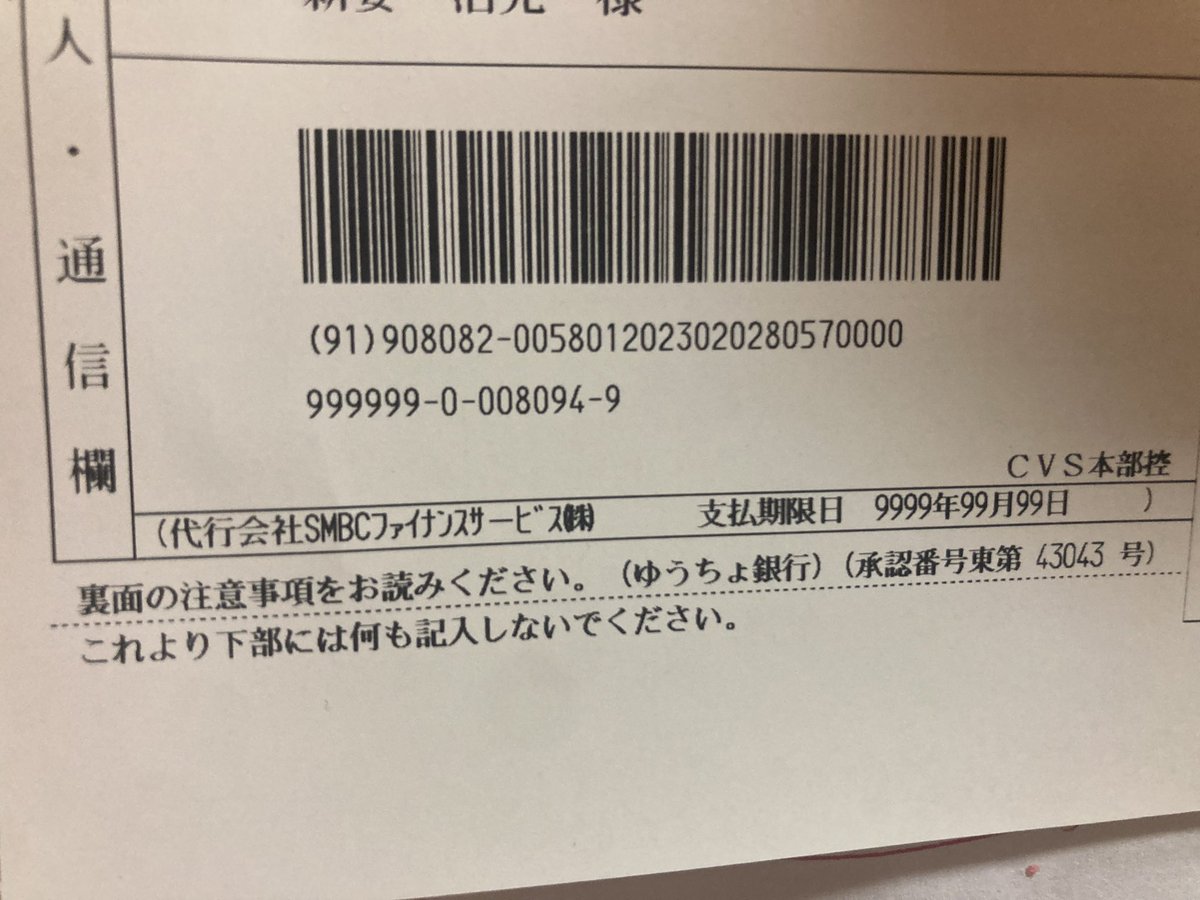 様
人・通信欄
(91)908082-0058012023020280570000
999999-0-008094-9
CVS本部控
(代行会社SMBCファイナンスサービス㈱ 支払期限日 9999年99月99日 )
裏面の注意事項をお読みください。(ゆうちょ銀行)(承認番号東第 43043 号)
これより下部には何も記入しないでください。